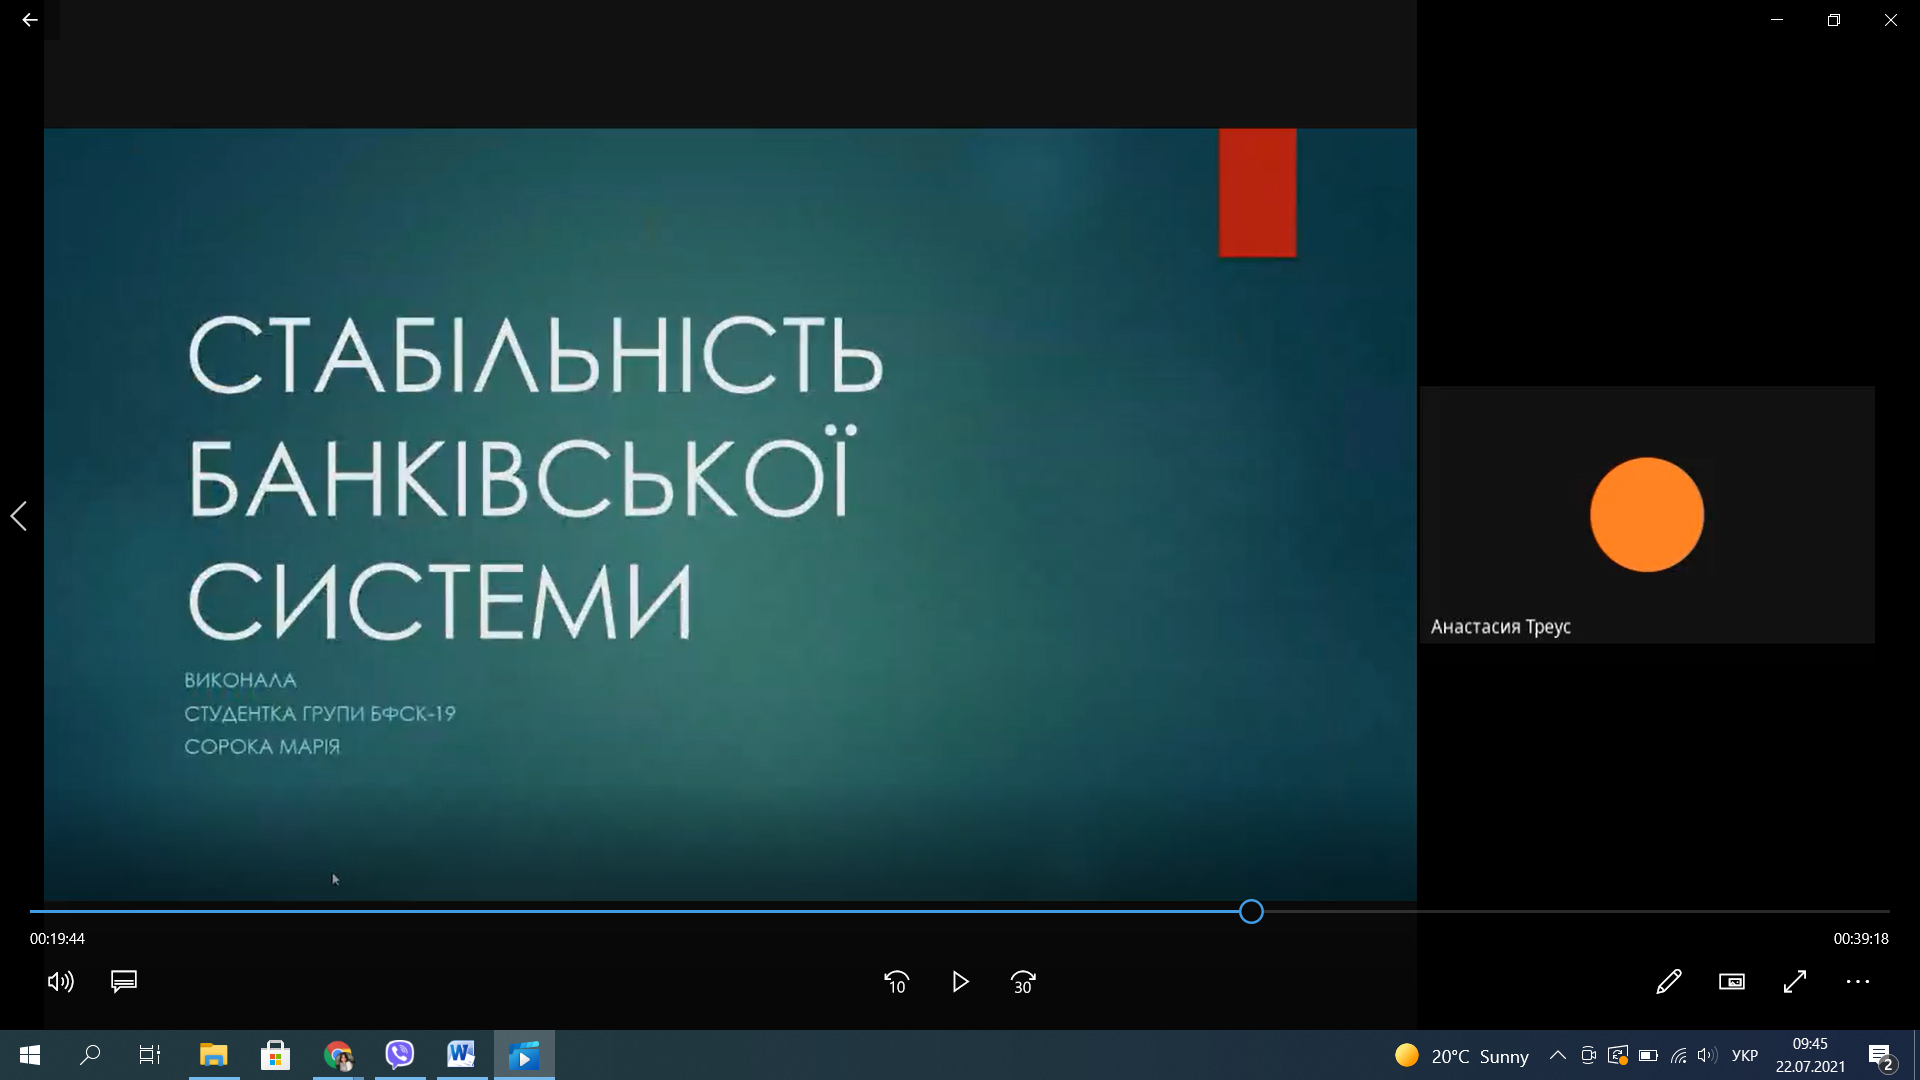 СТАБІЛЬНІСТЬ
БАНКІВСЬКОЇ
СИСТЕМИ
ВИКОНАЛА
СТУДЕНТКА ГРУПИ БФСК-19
СОРОКА МАРІЯ
Анастасия Треус
00:19:44
00:39:18
10
30
20°C Sunny
УКР
09:45
22.07.2021
2